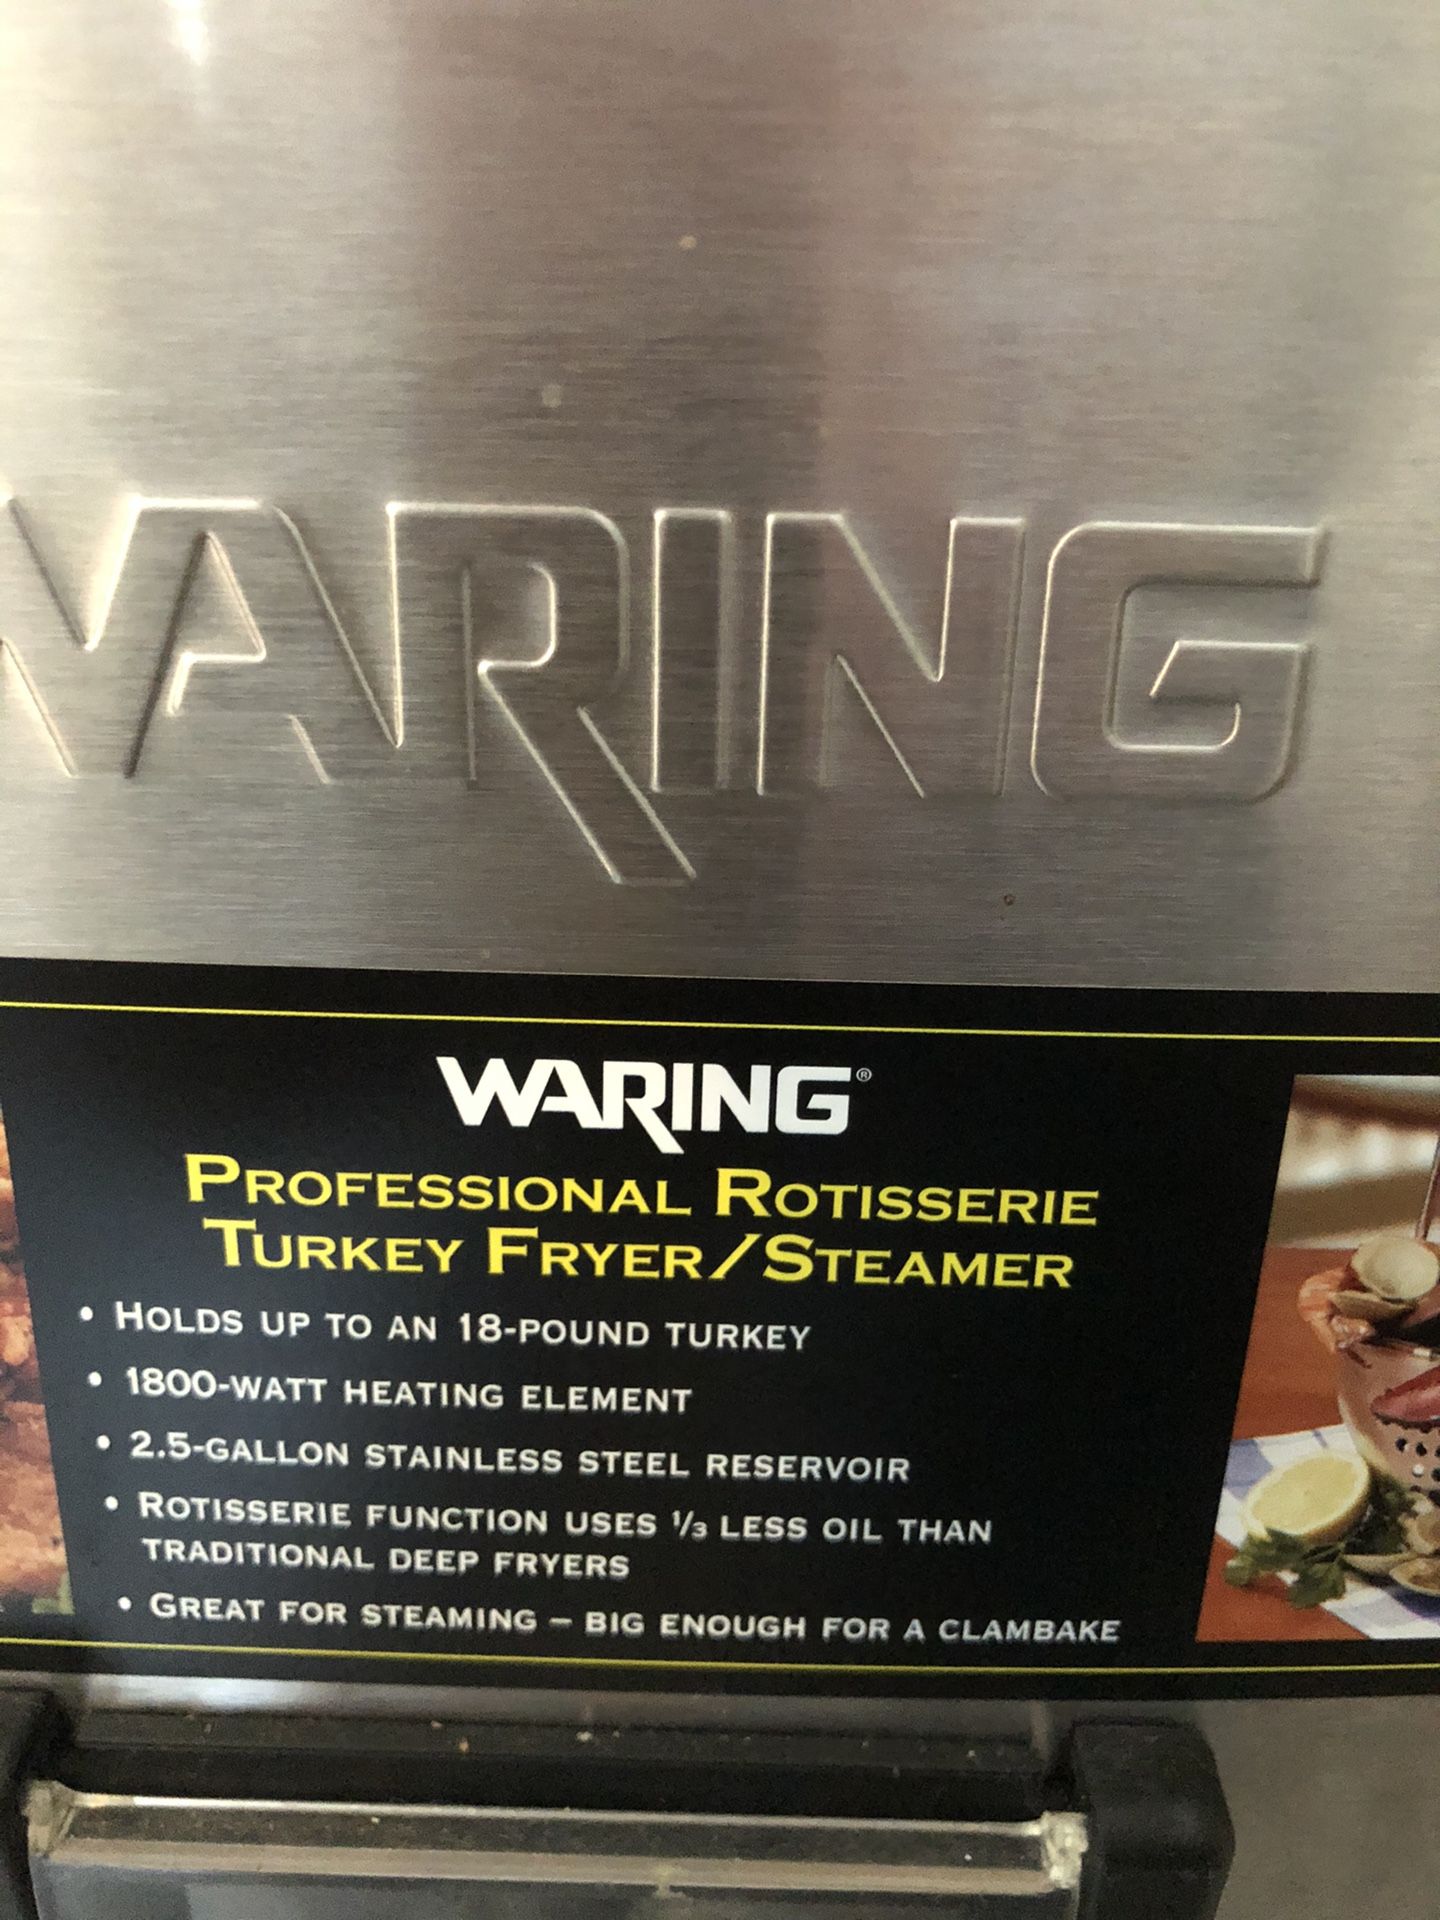 WARING
WARING®
PROFESSIONAL ROTISSERIE
TURKEY FRYER/STEAMER
• HOLDS UP TO AN 18-POUND TURKEY
• 1800-WATT HEATING ELEMENT
• 2.5-GALLON STAINLESS STEEL RESERVOIR
• ROTISSERIE FUNCTION USES 1/3 LESS OIL THAN
TRADITIONAL DEEP FRYERS
• GREAT FOR STEAMING – BIG ENOUGH FOR A CLAMBAKE